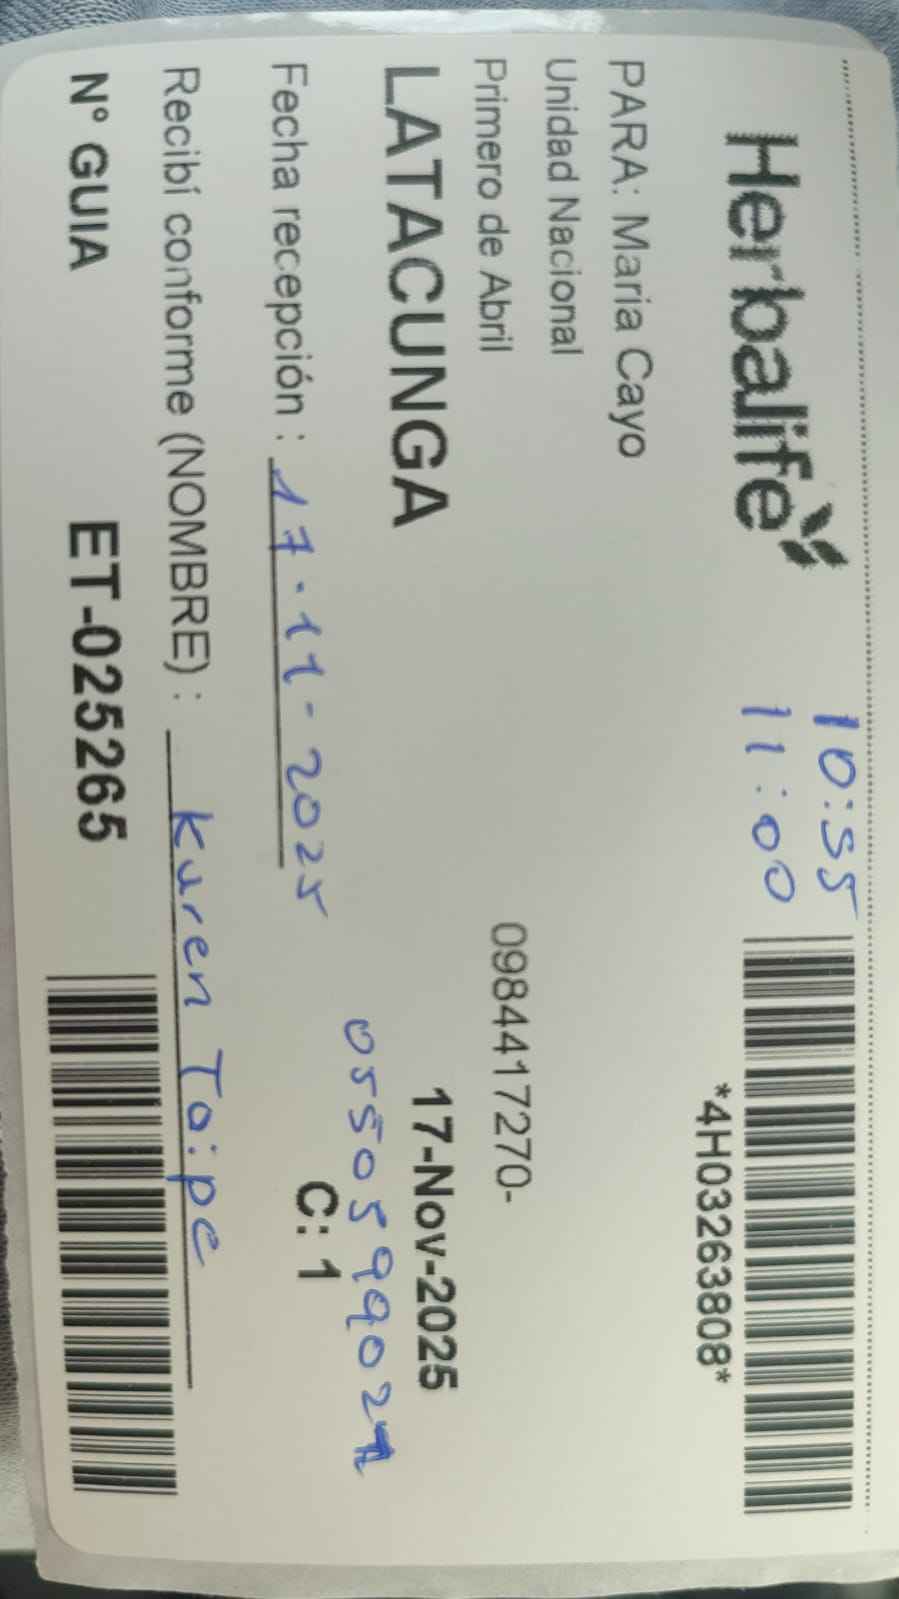 Herbalife
10:55
11:00
*4H03263808*
PARA: Maria Cayo
Unidad Nacional
Primero de Abril
0984417270-
LATACUNGA
17-Nov-2025
Fecha recepción : 17-11-2025
C: 1
Recibí conforme (NOMBRE) : Karen Taipe
N° GUIA
ET-025265